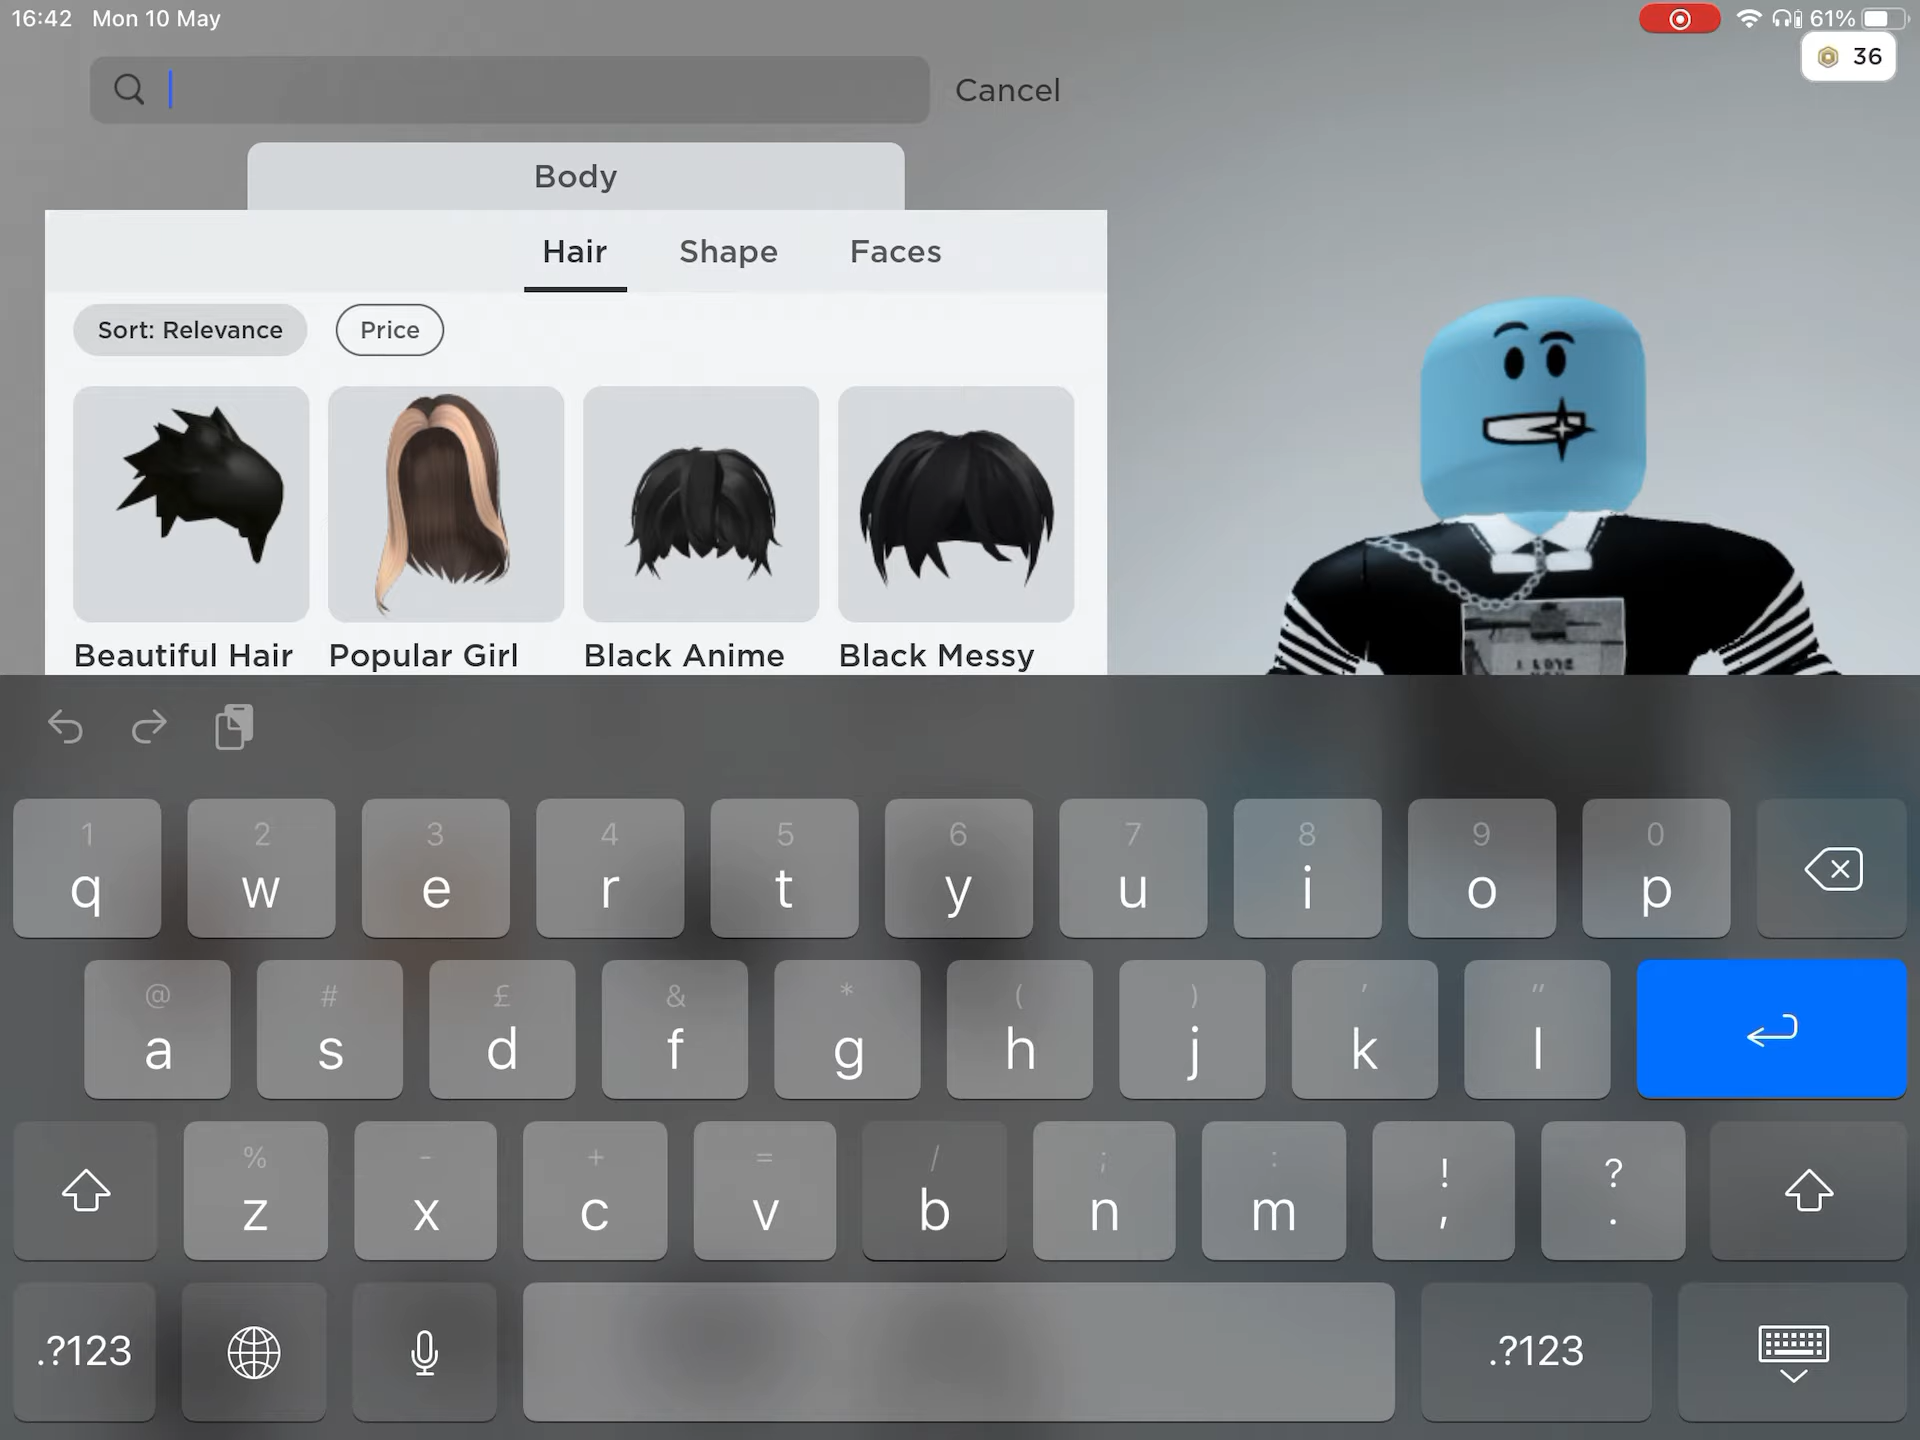 16:42 Mon 10 May
61%
36
Cancel
Body
Hair Shape Faces
Sort: Relevance Price
Beautiful Hair Popular Girl Black Anime Black Messy
1 2 3 4 5 6 7 8 9 0
q w e r t y u i o p
@ # £ & * ( ) ' "
a s d f g h j k l
% - + = / ; : ! ?
z x c v b n m , .
.?123 .?123